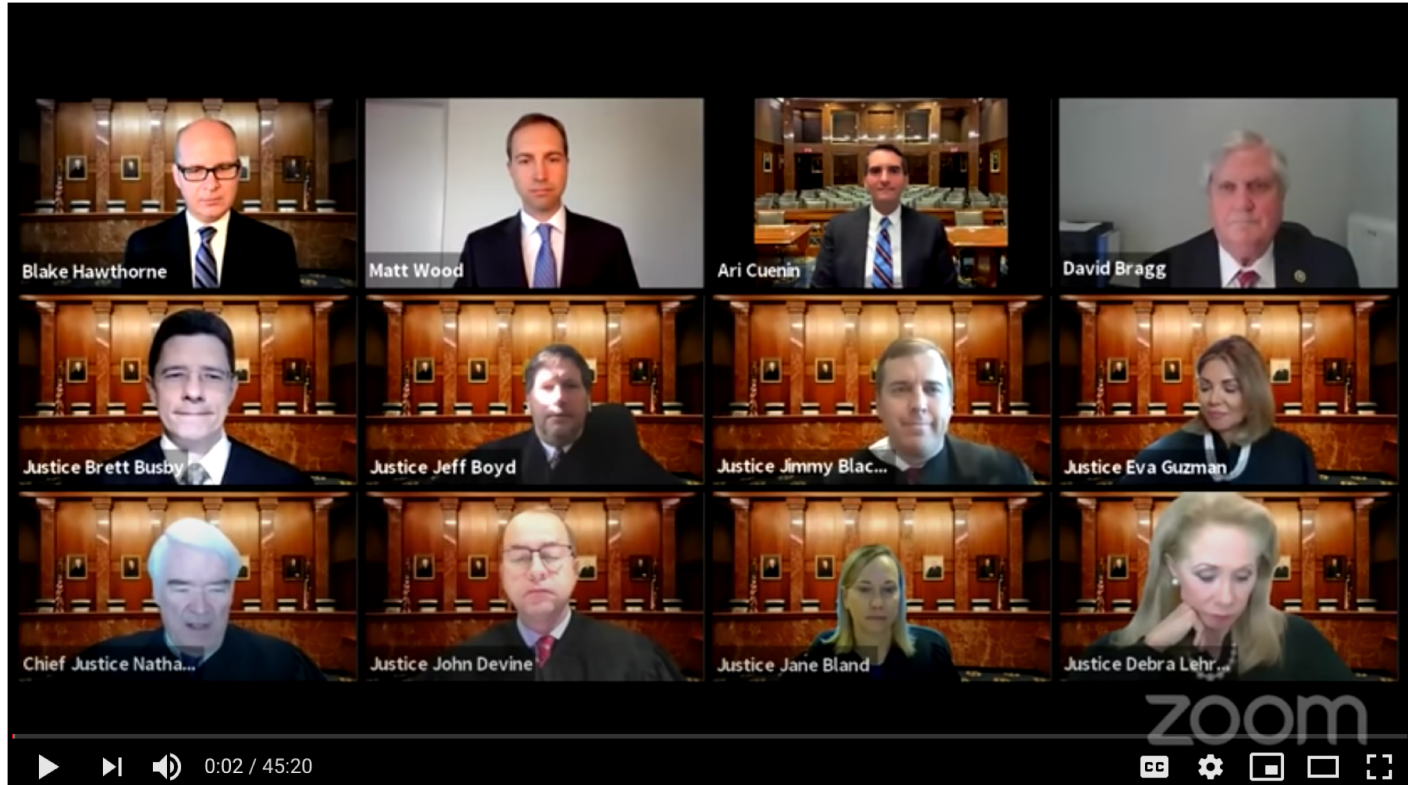 Blake Hawthorne
Matt Wood
Ari Cuenin
David Bragg
Justice Brett Busby
Justice Jeff Boyd
Justice Jimmy Blac...
Justice Eva Guzman
Chief Justice Natha...
Justice John Devine
Justice Jane Bland
Justice Debra Lehr...
zoom
0:02 / 45:20
CC